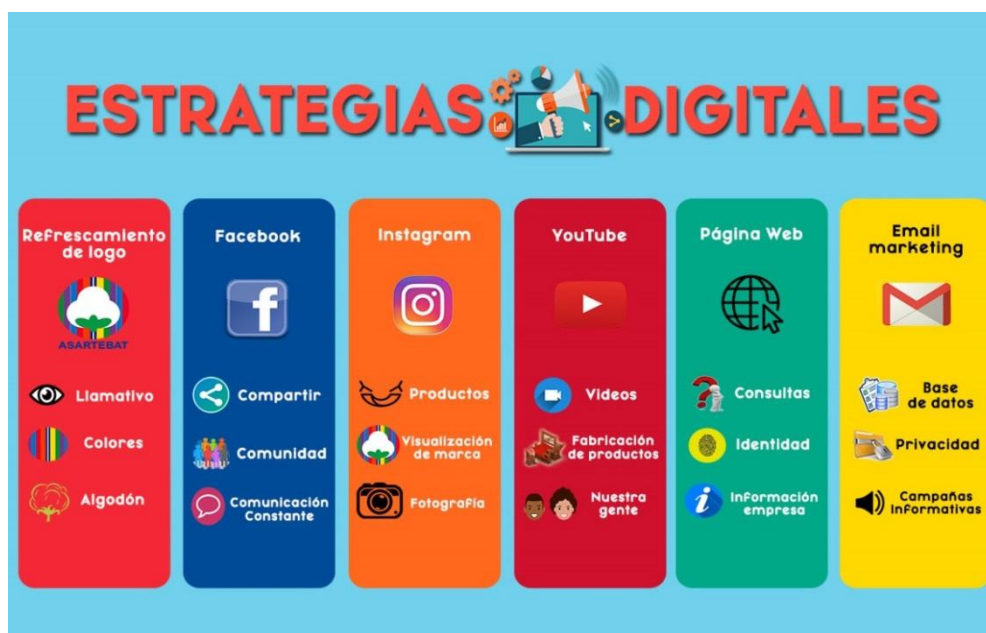 ESTRATEGIAS DIGITALES
Refrescamiento
de logo
ASARTEBAT
Llamativo
Colores
Algodón
Facebook
f
Compartir
Comunidad
Comunicación
Constante
Instagram
Productos
Visualización
de marca
Fotografía
YouTube
Videos
Fabricación
de productos
Nuestra
gente
Página Web
Consultas
Identidad
Información
empresa
Email
marketing
Base
de datos
Privacidad
Campañas
Informativas